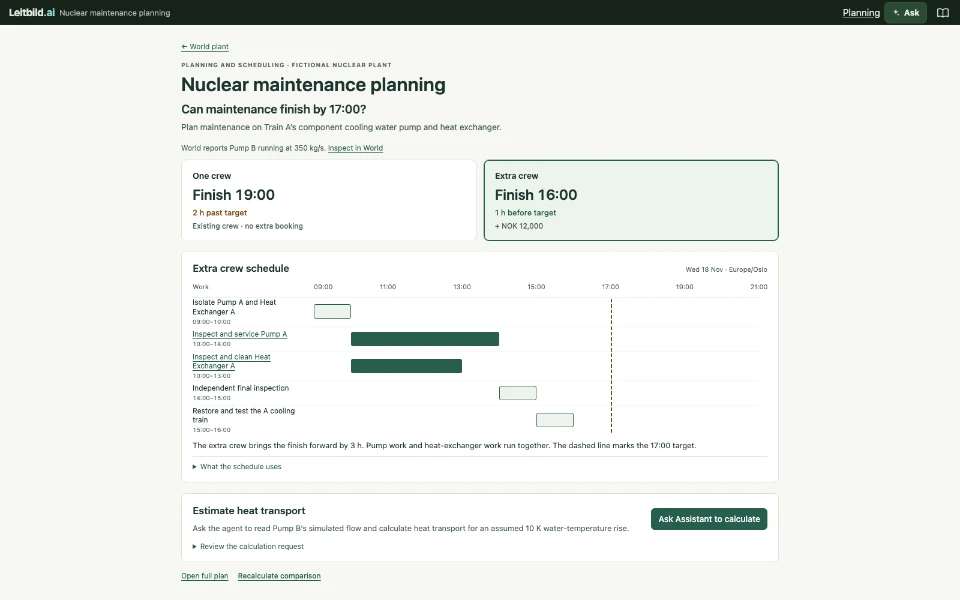 Leitbild.ai Nuclear maintenance planning
Planning
Ask
← World plant
PLANNING AND SCHEDULING · FICTIONAL NUCLEAR PLANT
Nuclear maintenance planning
Can maintenance finish by 17:00?
Plan maintenance on Train A's component cooling water pump and heat exchanger.
World reports Pump B running at 350 kg/s. Inspect in World
One crew
Finish 19:00
2 h past target
Existing crew · no extra booking
Extra crew
Finish 16:00
1 h before target
+ NOK 12,000
Extra crew schedule
Wed 18 Nov · Europe/Oslo
Work 09:00 11:00 13:00 15:00 17:00 19:00 21:00
Isolate Pump A and Heat
Exchanger A
09:00–10:00
Inspect and service Pump A
10:00–14:00
Inspect and clean Heat
Exchanger A
10:00–13:00
Independent final inspection
14:00–15:00
Restore and test the A cooling
train
15:00–16:00
The extra crew brings the finish forward by 3 h. Pump work and heat-exchanger work run together. The dashed line marks the 17:00 target.
▸ What the schedule uses
Estimate heat transport
Ask the agent to read Pump B's simulated flow and calculate heat transport for an assumed 10 K water-temperature rise.
Ask Assistant to calculate
▸ Review the calculation request
Open full plan Recalculate comparison